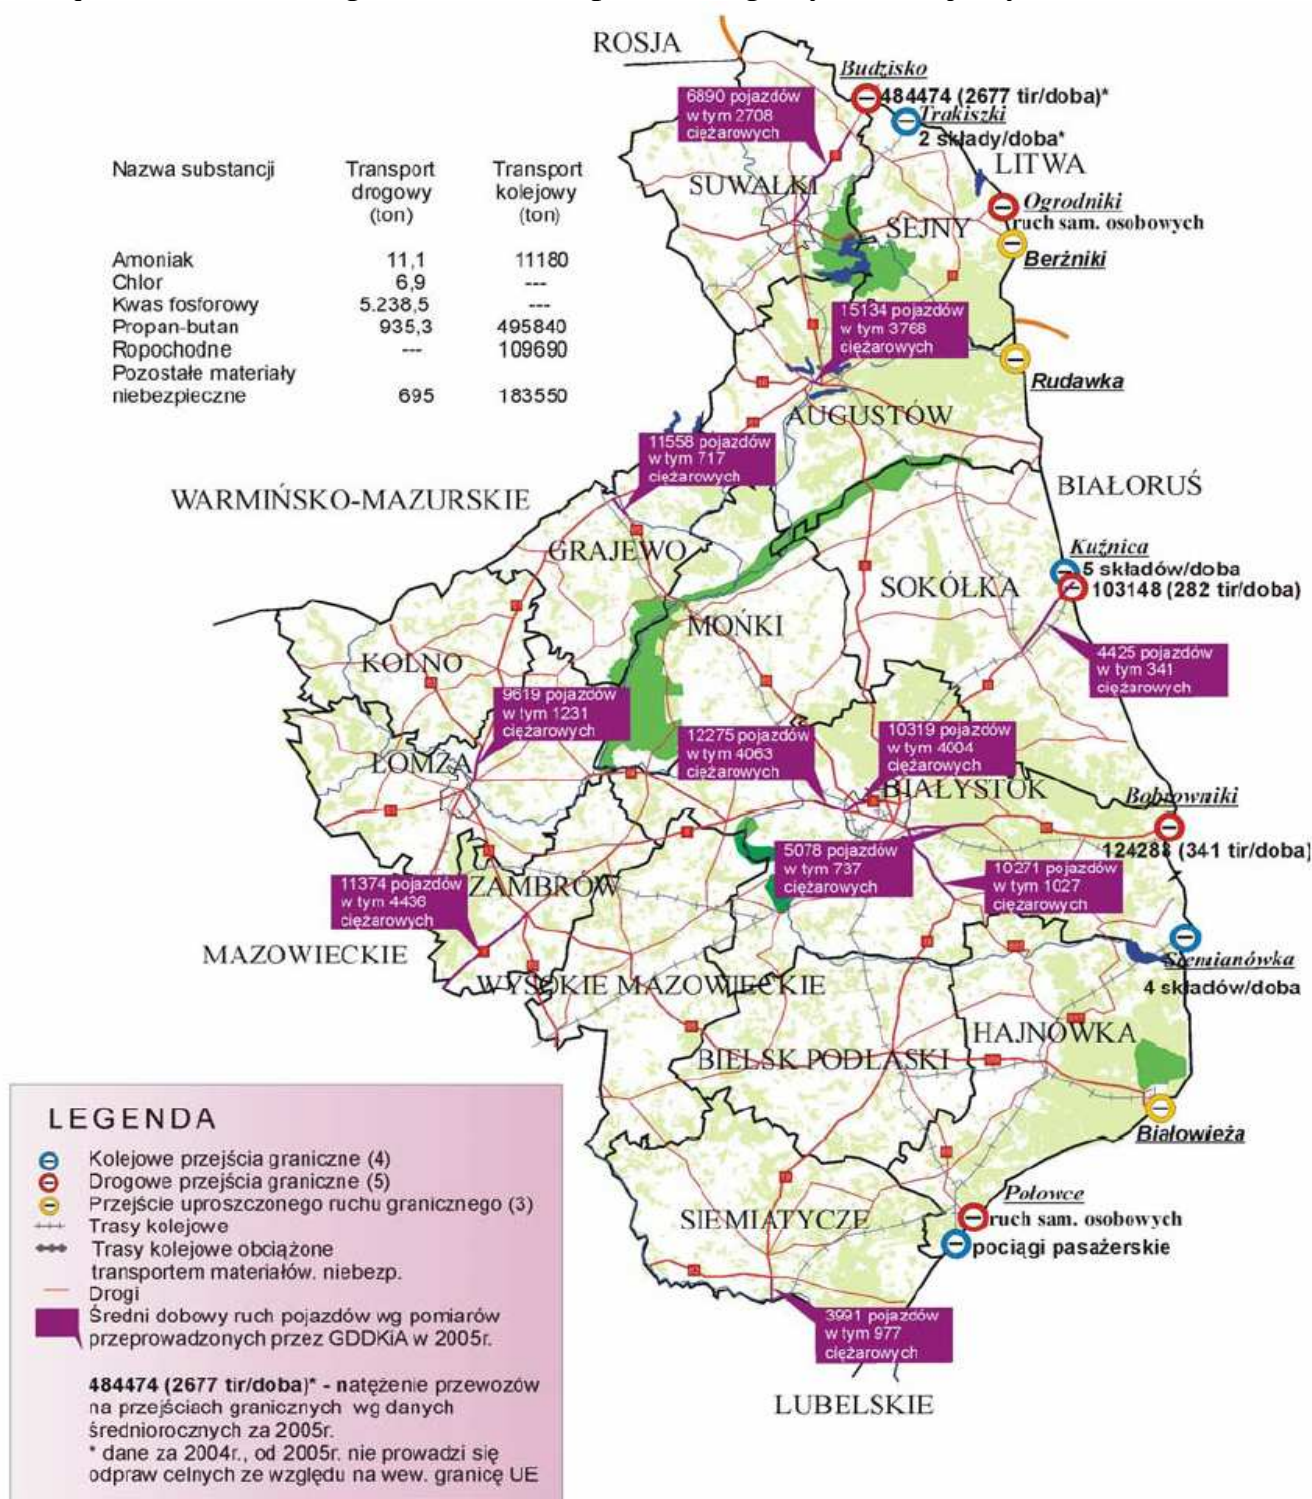 ROSJA
Budzisko
484474 (2677 tir/doba)*
Trakiszki
2 składy/doba*
LITWA
6890 pojazdów
w tym 2708
ciężarowych
SUWAŁKI
Ogrodniki
ruch sam. osobowych
SEJNY
Berżniki
Nazwa substancji Transport drogowy (ton) Transport kolejowy (ton)
Amoniak 11,1 11180
Chlor 6,9 ---
Kwas fosforowy 5.238,5 ---
Propan-butan 935,3 495840
Ropochodne --- 109690
Pozostałe materiały
niebezpieczne 695 183550
15134 pojazdów
w tym 3768
ciężarowych
Rudawka
AUGUSTÓW
11558 pojazdów
w tym 717
ciężarowych
WARMIŃSKO-MAZURSKIE
BIAŁORUŚ
GRAJEWO
Kuźnica
5 składów/doba
103148 (282 tir/doba)
SOKÓŁKA
MOŃKI
4425 pojazdów
w tym 341
ciężarowych
KOLNO
9619 pojazdów
w tym 1231
ciężarowych
12275 pojazdów
w tym 4063
ciężarowych
10319 pojazdów
w tym 4004
ciężarowych
ŁOMŻA
BIAŁYSTOK
Bobrowniki
124288 (341 tir/doba)
5078 pojazdów
w tym 737
ciężarowych
10271 pojazdów
w tym 1027
ciężarowych
11374 pojazdów
w tym 4436
ciężarowych
ZAMBRÓW
MAZOWIECKIE
Siemianówka
4 składów/doba
WYSOKIE MAZOWIECKIE
HAJNÓWKA
BIELSK PODLASKI
Białowieża
Połowce
ruch sam. osobowych
pociągi pasażerskie
SIEMIATYCZE
3991 pojazdów
w tym 977
ciężarowych
LUBELSKIE
LEGENDA
Kolejowe przejścia graniczne (4)
Drogowe przejścia graniczne (5)
Przejście uproszczonego ruchu granicznego (3)
Trasy kolejowe
Trasy kolejowe obciążone
transportem materiałów. niebezp.
Drogi
Średni dobowy ruch pojazdów wg pomiarów
przeprowadzonych przez GDDKiA w 2005r.
484474 (2677 tir/doba)* - natężenie przewozów
na przejściach granicznych wg danych
średniorocznych za 2005r.
* dane za 2004r., od 2005r. nie prowadzi się
odpraw celnych ze względu na wew. granicę UE